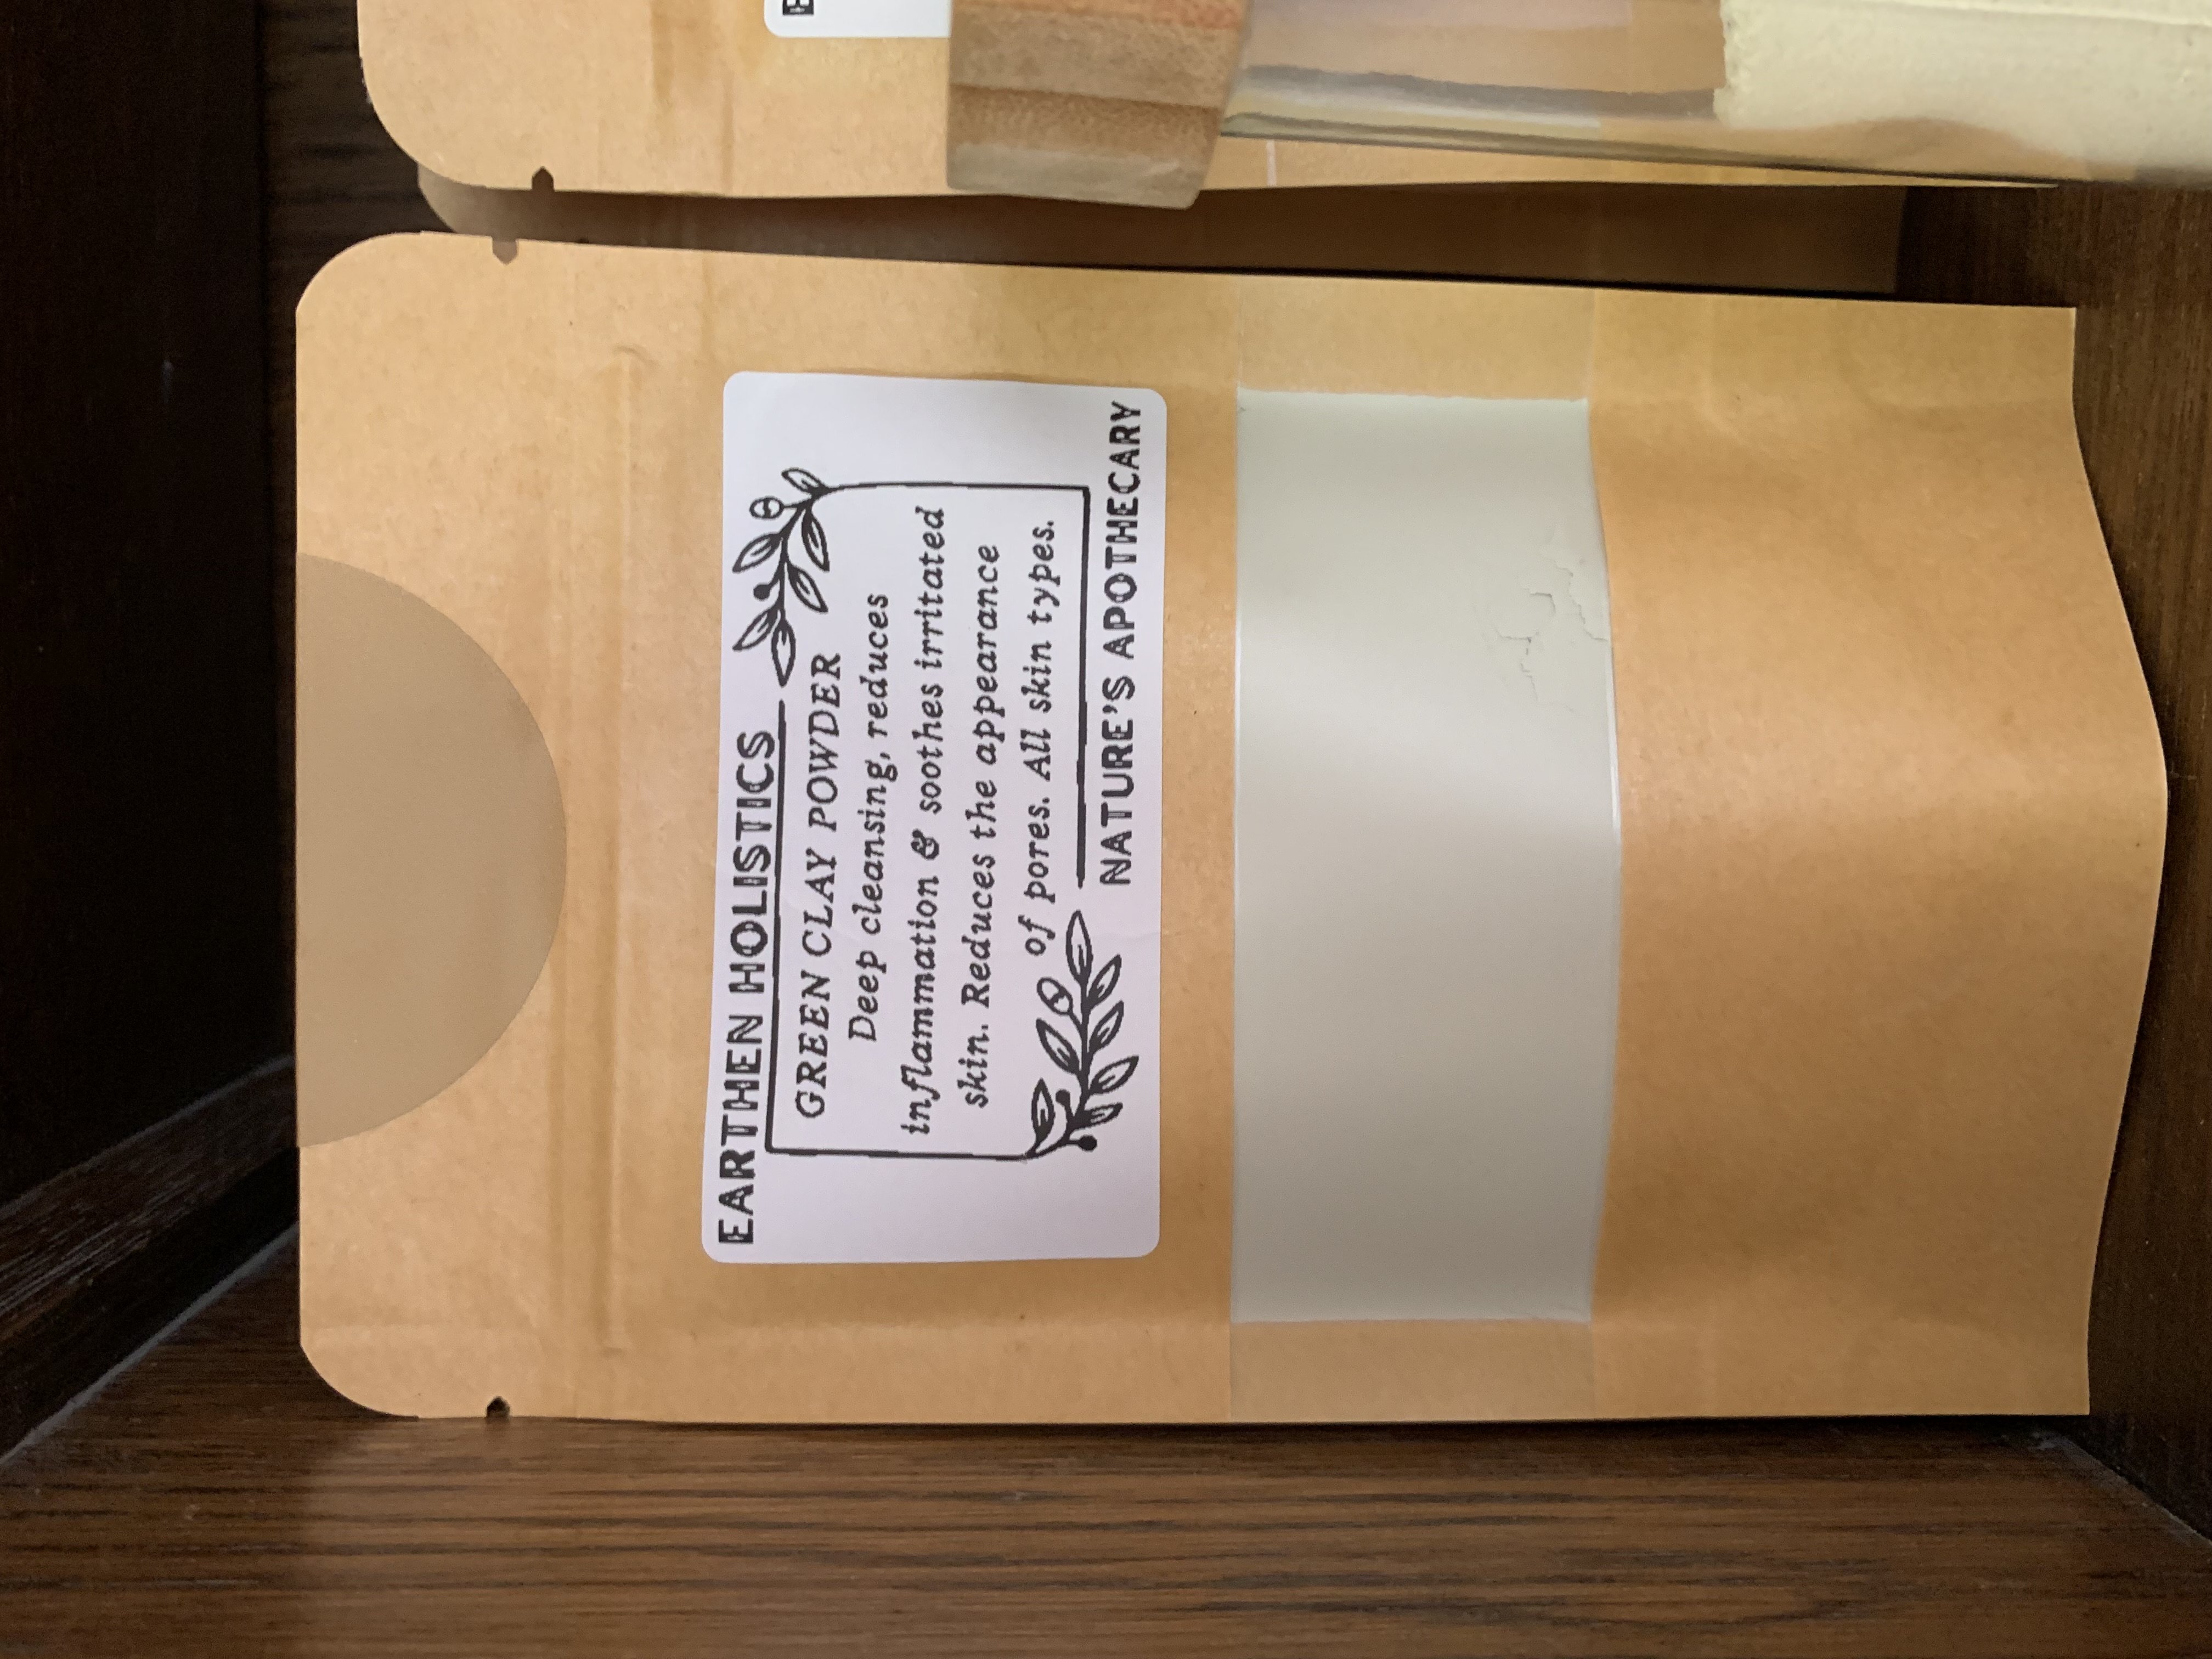 EARTHEN HOLISTICS
GREEN CLAY POWDER
Deep cleansing, reduces
inflammation & soothes irritated
skin. Reduces the appearance
of pores. All skin types.
NATURE'S APOTHECARY